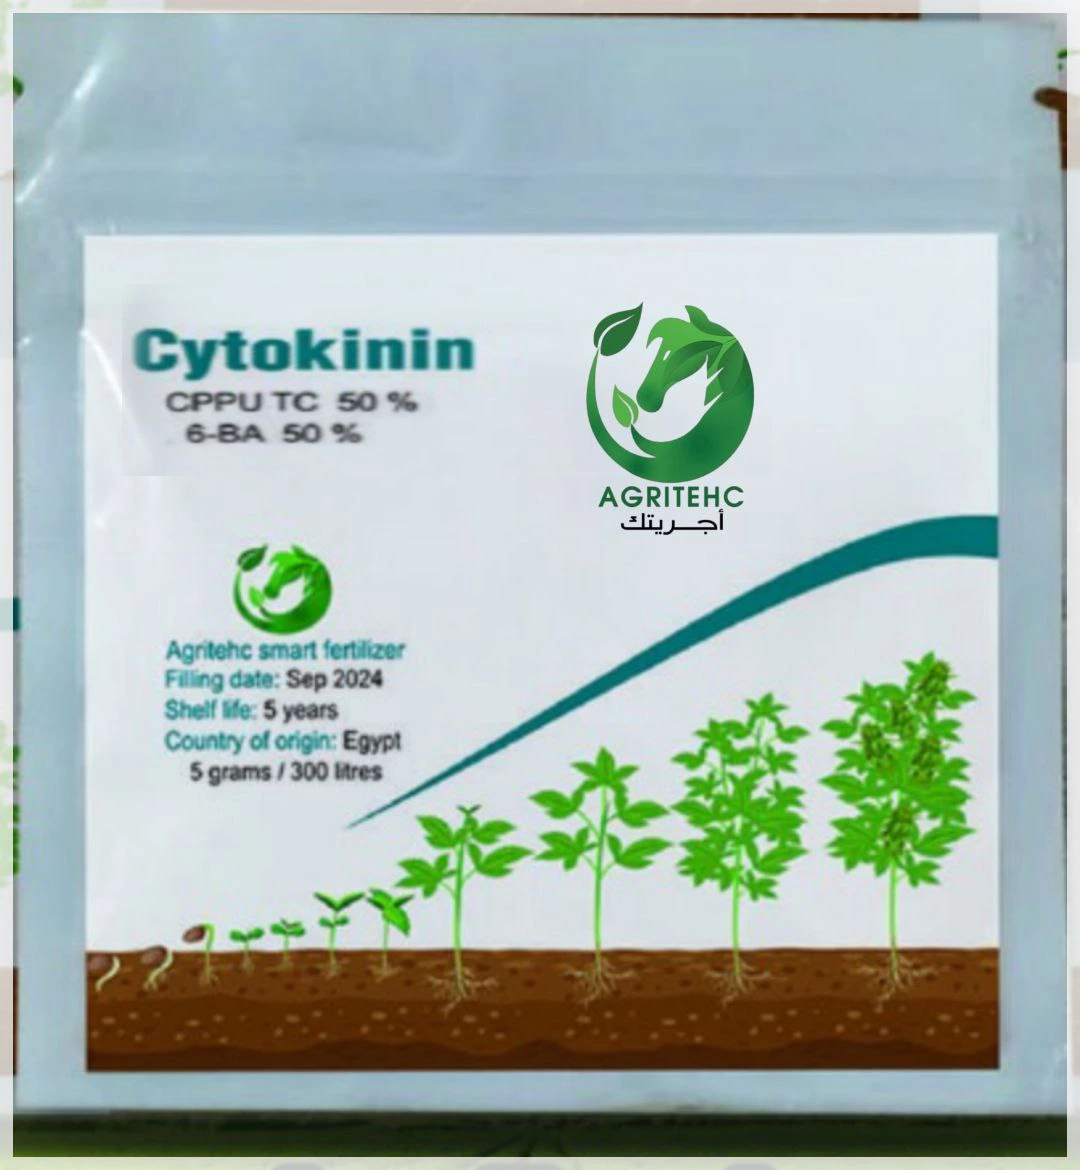 Cytokinin
CPPU TC 50 %
6-BA 50 %
AGRITEHC
أجريتك
Agritehc smart fertilizer
Filling date: Sep 2024
Shelf life: 5 years
Country of origin: Egypt
5 grams / 300 litres